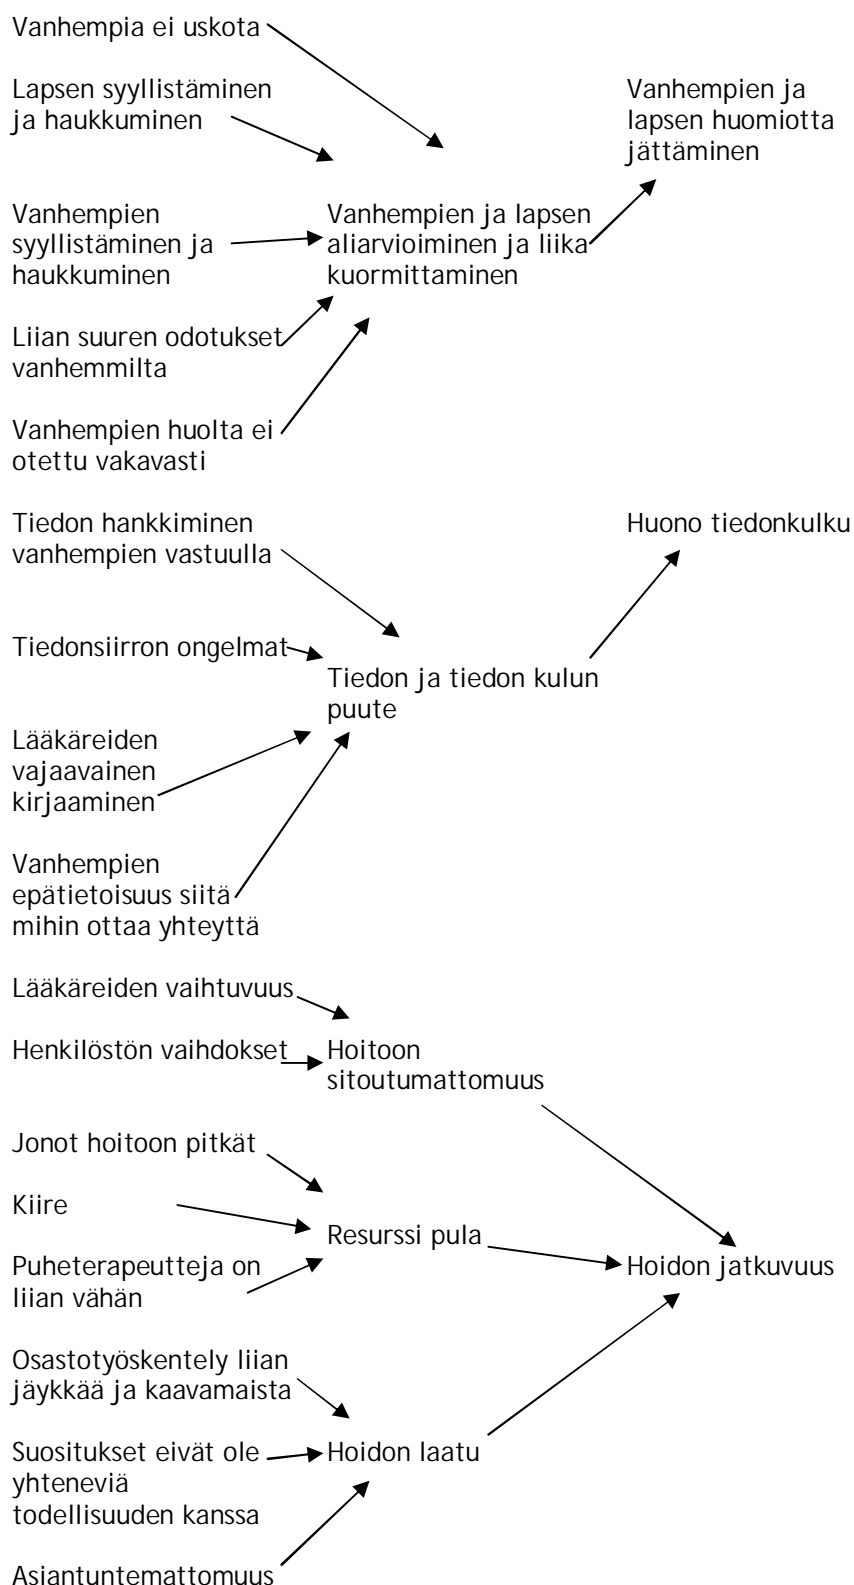 Vanhempia ei uskota
Lapsen syyllistäminen
ja haukkuminen
Vanhempien ja
lapsen huomiotta
jättäminen
Vanhempien
syyllistäminen ja
haukkuminen
Vanhempien ja lapsen
aliarvioiminen ja liika
kuormittaminen
Liian suuren odotukset
vanhemmilta
Vanhempien huolta ei
otettu vakavasti
Tiedon hankkiminen
vanhempien vastuulla
Huono tiedonkulku
Tiedonsiirron ongelmat
Tiedon ja tiedon kulun
puute
Lääkäreiden
vajaavainen
kirjaaminen
Vanhempien
epätietoisuus siitä
mihin ottaa yhteyttä
Lääkäreiden vaihtuvuus
Henkilöstön vaihdokset
Hoitoon
sitoutumattomuus
Jonot hoitoon pitkät
Kiire
Resurssi pula
Puheterapeutteja on
liian vähän
Hoidon jatkuvuus
Osastotyöskentely liian
jäykkää ja kaavamaista
Suositukset eivät ole
yhteneviä
todellisuuden kanssa
Hoidon laatu
Asiantuntemattomuus